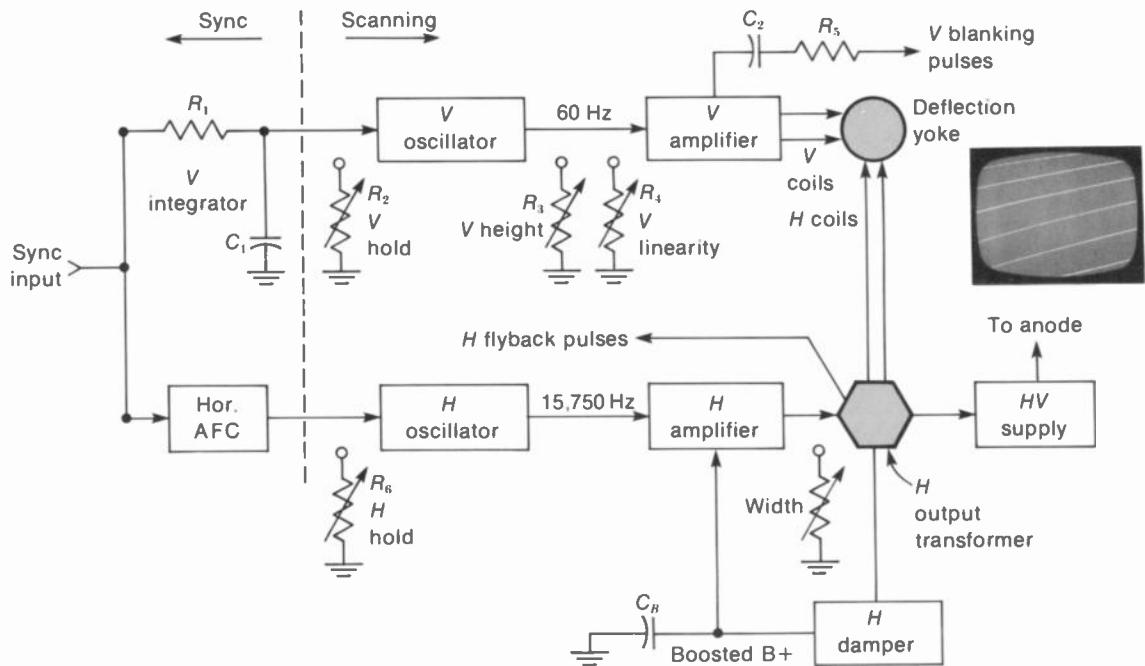 Sync
Scanning
C2
R5
V blanking
pulses
R1
V
oscillator
60 Hz
V
amplifier
Deflection
yoke
V
integrator
V
coils
R2
V
hold
R3
V height
R4
V
linearity
H coils
C1
Sync
input
H flyback pulses
To anode
Hor.
AFC
H
oscillator
15,750 Hz
H
amplifier
HV
supply
R6
H
hold
Width
H
output
transformer
CB
Boosted B+
H
damper